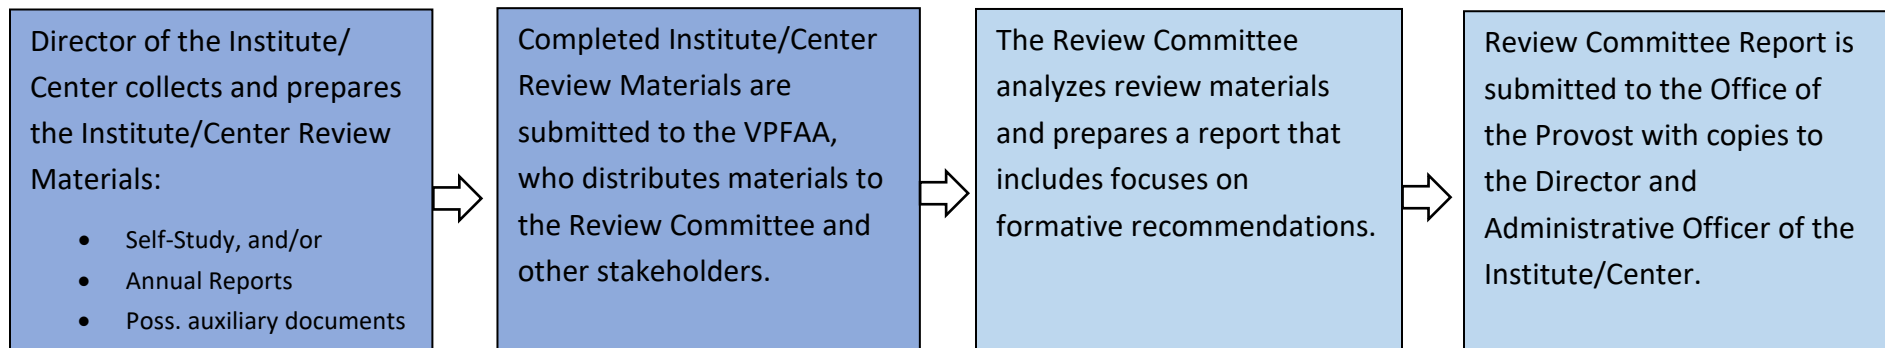 Director of the Institute/
Center collects and prepares
the Institute/Center Review
Materials:
• Self-Study, and/or
• Annual Reports
• Poss. auxiliary documents
Completed Institute/Center
Review Materials are
submitted to the VPFAA,
who distributes materials to
the Review Committee and
other stakeholders.
The Review Committee
analyzes review materials
and prepares a report that
includes focuses on
formative recommendations.
Review Committee Report is
submitted to the Office of
the Provost with copies to
the Director and
Administrative Officer of the
Institute/Center.